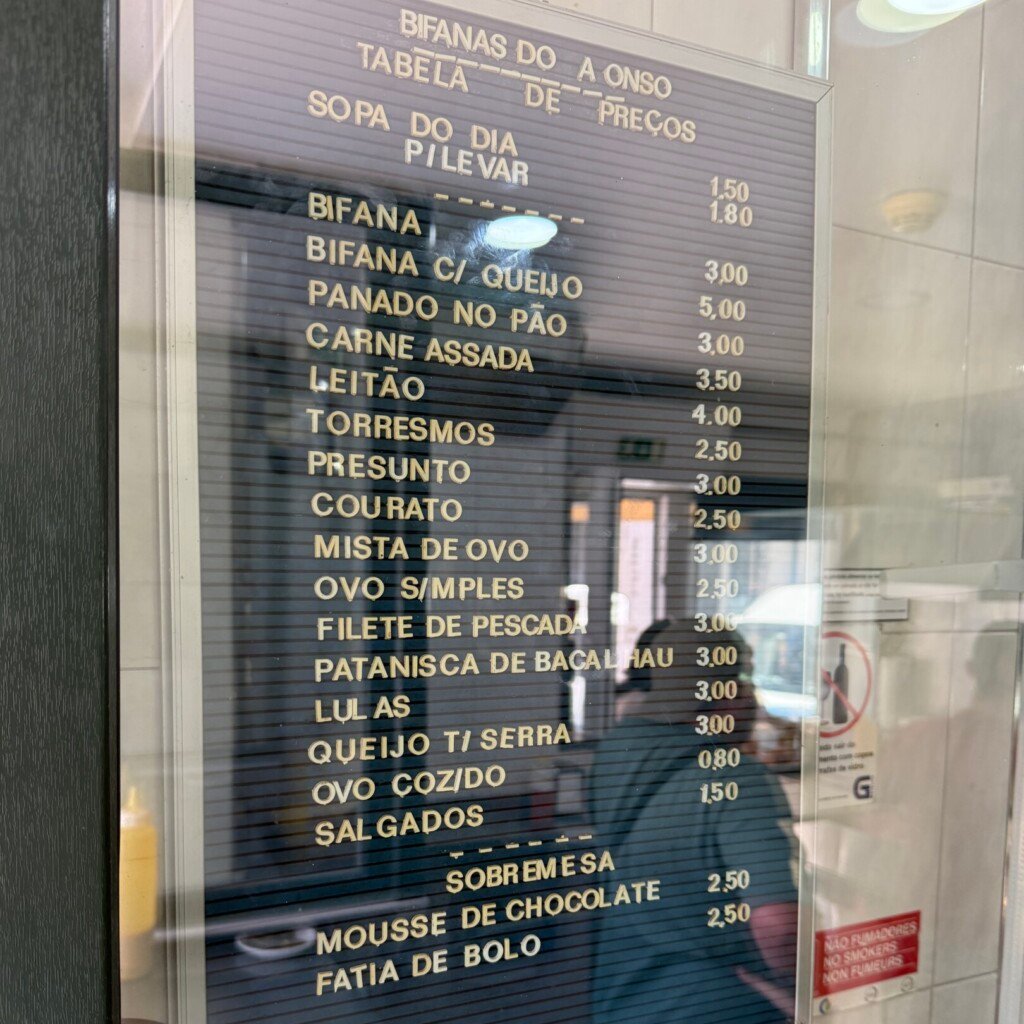 BIFANAS DO A ONSO
TABELA DE PREÇOS
SOPA DO DIA 1.50
P/LEVAR 1.80
BIFANA 3,00
BIFANA C/ QUEIJO 5,00
PANADO NO PÃO 3,00
CARNE ASSADA 3.50
LEITÃO 4.00
TORRESMOS 2.50
PRESUNTO 3.00
COURATO 2.50
MISTA DE OVO 3,00
OVO S/MPLES 2,50
FILETE DE PESCADA 3.00
PATANISCA DE BACALHAU 3,00
LULAS 3,00
QUEIJO T/ SERRA 3,00
OVO COZ/DO 0,80
SALGADOS 1,50
SOBREMESA
MOUSSE DE CHOCOLATE 2.50
FATIA DE BOLO 2,50
NÃO FUMADORES
NO SMOKERS
NON FUMEURS
G